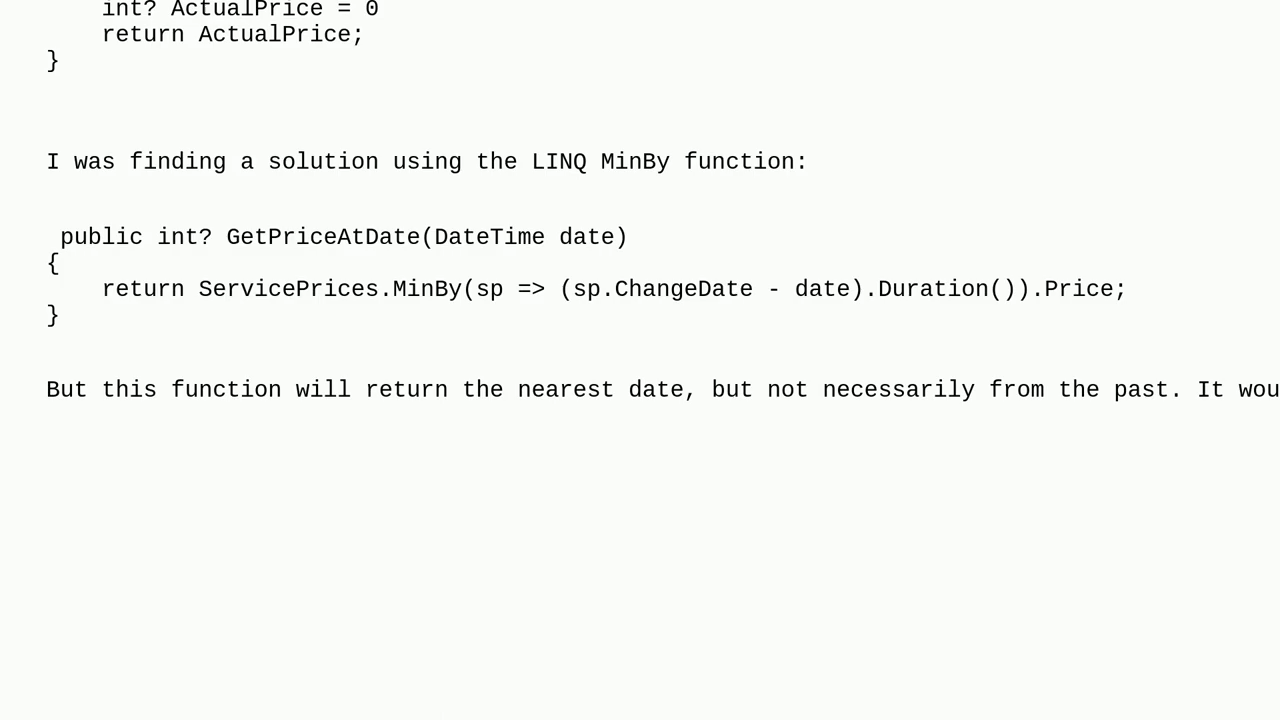 int? ActualPrice = 0
    return ActualPrice;
}
I was finding a solution using the LINQ MinBy function:
 public int? GetPriceAtDate(DateTime date)
{
    return ServicePrices.MinBy(sp => (sp.ChangeDate - date).Duration()).Price;
}
But this function will return the nearest date, but not necessarily from the past. It